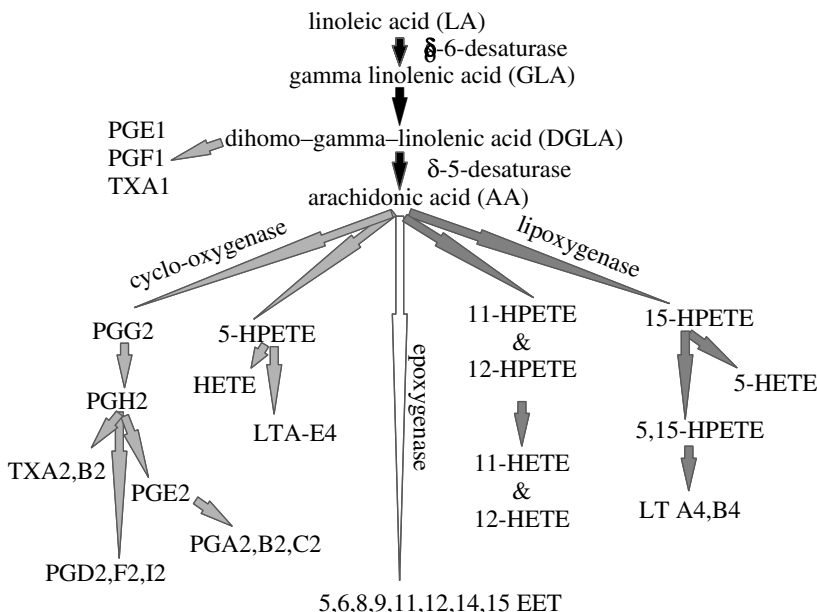 linoleic acid (LA)
δ-6-desaturase
gamma linolenic acid (GLA)
dihomo–gamma–linolenic acid (DGLA)
PGE1
PGF1
TXA1
δ-5-desaturase
arachidonic acid (AA)
cyclo-oxygenase
lipoxygenase
epoxygenase
PGG2
PGH2
TXA2,B2
PGE2
PGA2,B2,C2
PGD2,F2,I2
5-HPETE
HETE
LTA-E4
11-HPETE
&
12-HPETE
11-HETE
&
12-HETE
15-HPETE
5-HETE
5,15-HPETE
LT A4,B4
5,6,8,9,11,12,14,15 EET